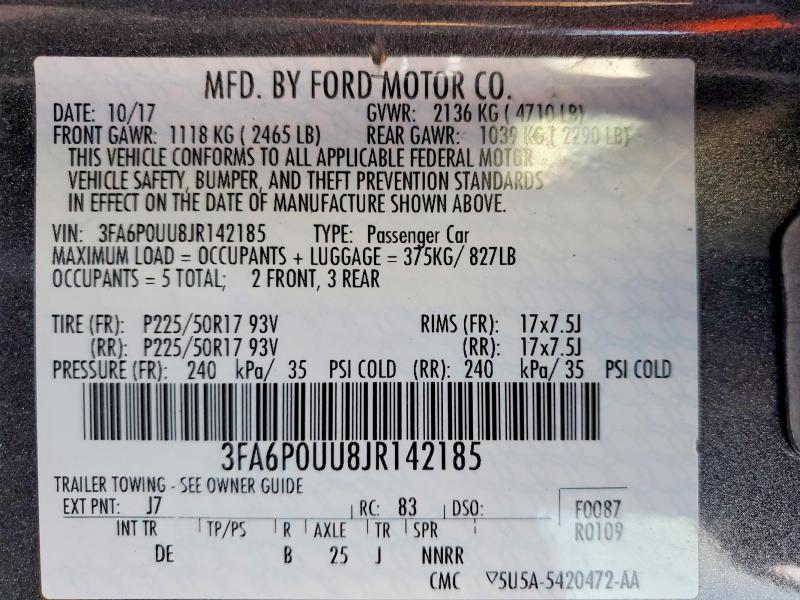 MFD. BY FORD MOTOR CO.
DATE: 10/17 GVWR: 2136 KG ( 4710 LB)
FRONT GAWR: 1118 KG ( 2465 LB) REAR GAWR: 1039 KG ( 2290 LB)
THIS VEHICLE CONFORMS TO ALL APPLICABLE FEDERAL MOTOR
VEHICLE SAFETY, BUMPER, AND THEFT PREVENTION STANDARDS
IN EFFECT ON THE DATE OF MANUFACTURE SHOWN ABOVE.
VIN: 3FA6P0UU8JR142185 TYPE: Passenger Car
MAXIMUM LOAD = OCCUPANTS + LUGGAGE = 375KG/ 827LB
OCCUPANTS = 5 TOTAL; 2 FRONT, 3 REAR
TIRE (FR): P225/50R17 93V RIMS (FR): 17x7.5J
(RR): P225/50R17 93V (RR): 17x7.5J
PRESSURE (FR): 240 kPa/ 35 PSI COLD (RR): 240 kPa/ 35 PSI COLD
3FA6P0UU8JR142185
TRAILER TOWING - SEE OWNER GUIDE
EXT PNT: J7 RC: 83 DSO: F0087
INT TR TP/PS R AXLE TR SPR R0109
DE B 25 J NNRR
CMC ▽5U5A-5420472-AA